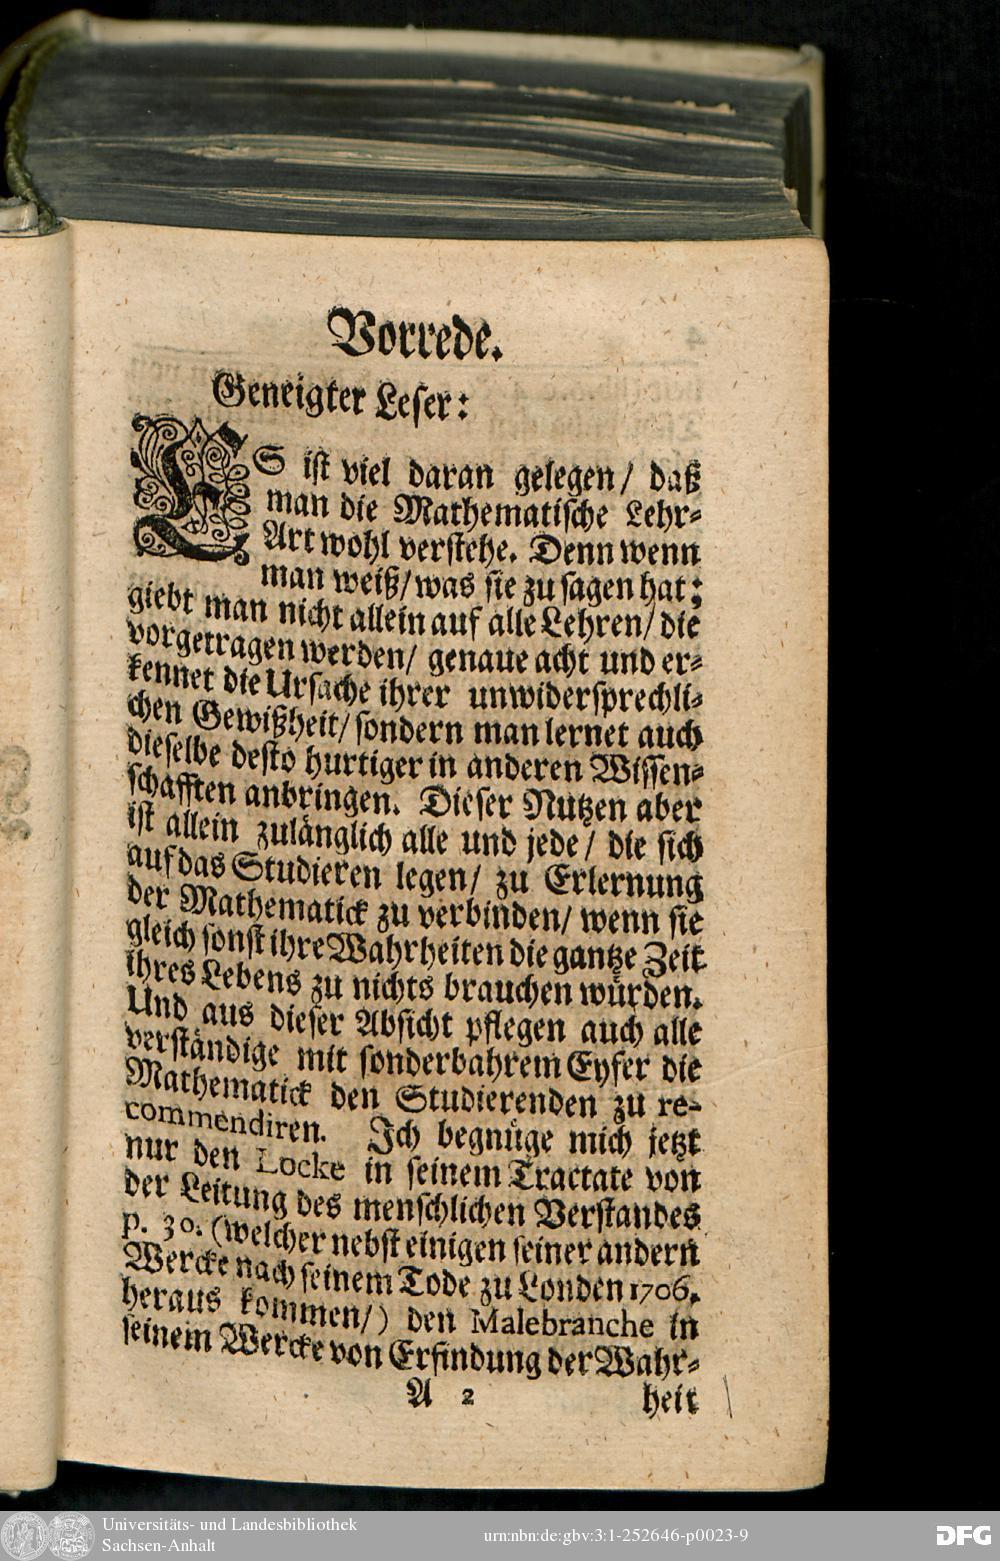 Vorrede.
Geneigter Leser:
ES ist viel daran gelegen/ daß
man die Mathematische Lehr⸗
Art wohl verstehe. Denn wenn
man weiß/ was sie zu sagen hat;
giebt man nicht allein auf alle Lehren/ die
vorgetragen werden/ genaue acht und er⸗
kennet die Ursache ihrer unwidersprechli⸗
chen Gewißheit/ sondern man lernet auch
dieselbe desto hurtiger in anderen Wissen⸗
schafften anbringen. Dieser Nutzen aber
ist allein zulänglich alle und jede/ die sich
auf das Studieren legen/ zu Erlernung
der Mathematick zu verbinden/ wenn sie
gleich sonst ihre Wahrheiten die gantze Zeit
ihres Lebens zu nichts brauchen würden.
Und aus dieser Absicht pflegen auch alle
verständige mit sonderbahrem Eyfer die
Mathematick den Studierenden zu re-
commendiren. Ich begnüge mich jetzt
nur den Locke in seinem Tractate von
der Leitung des menschlichen Verstandes
p. 30. (welcher nebst einigen seiner andern
Wercke nach seinem Tode zu Londen 1706.
heraus kommen/) den Malebranche in
seinem Wercke von Erfindung der Wahr⸗
A 2 heit
Universitäts- und Landesbibliothek
Sachsen-Anhalt
urn:nbn:de:gbv:3:1-252646-p0023-9
DFG